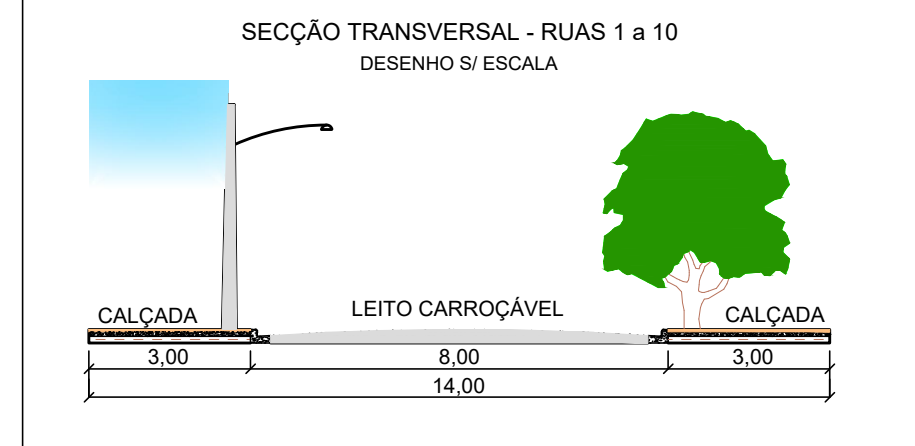 SECÇÃO TRANSVERSAL - RUAS 1 a 10
DESENHO S/ ESCALA
CALÇADA
LEITO CARROÇÁVEL
CALÇADA
3,00
8,00
3,00
14,00